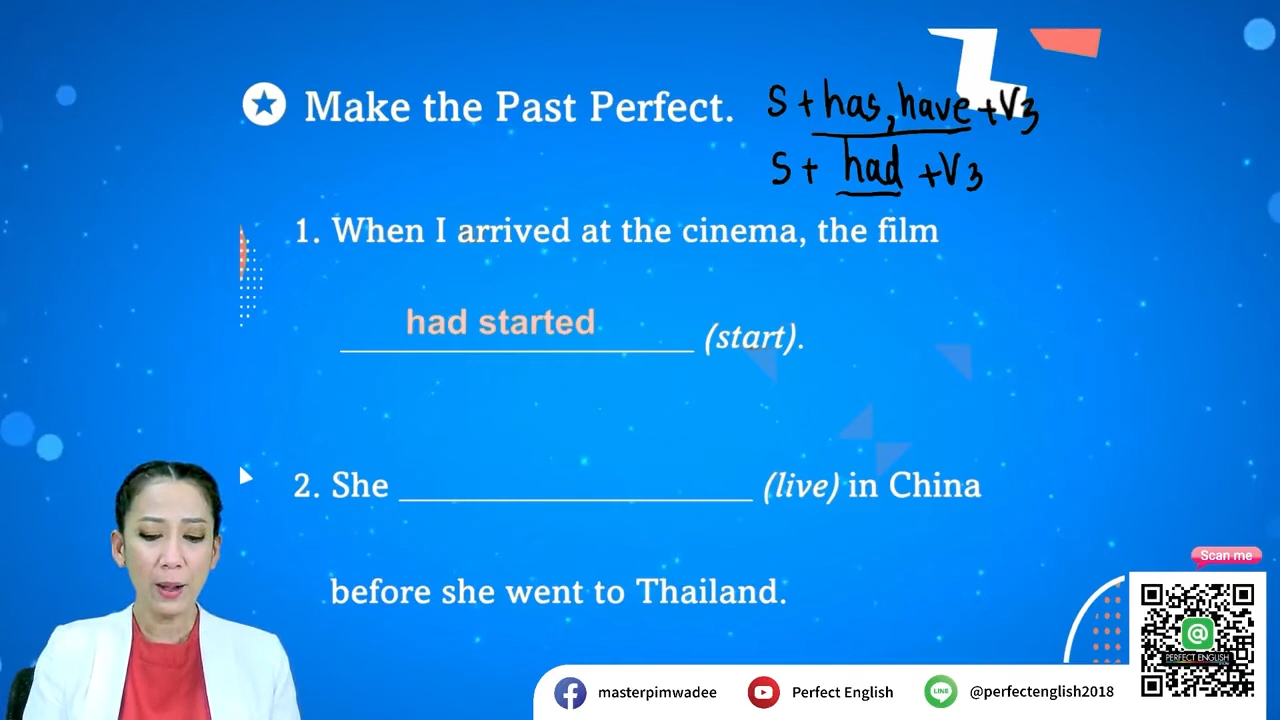 Make the Past Perfect. S + has, have + V3
S + had + V3
1. When I arrived at the cinema, the film
had started (start).
2. She (live) in China
before she went to Thailand.
Scan me
PERFECT ENGLISH
masterpimwadee Perfect English LINE @perfectenglish2018